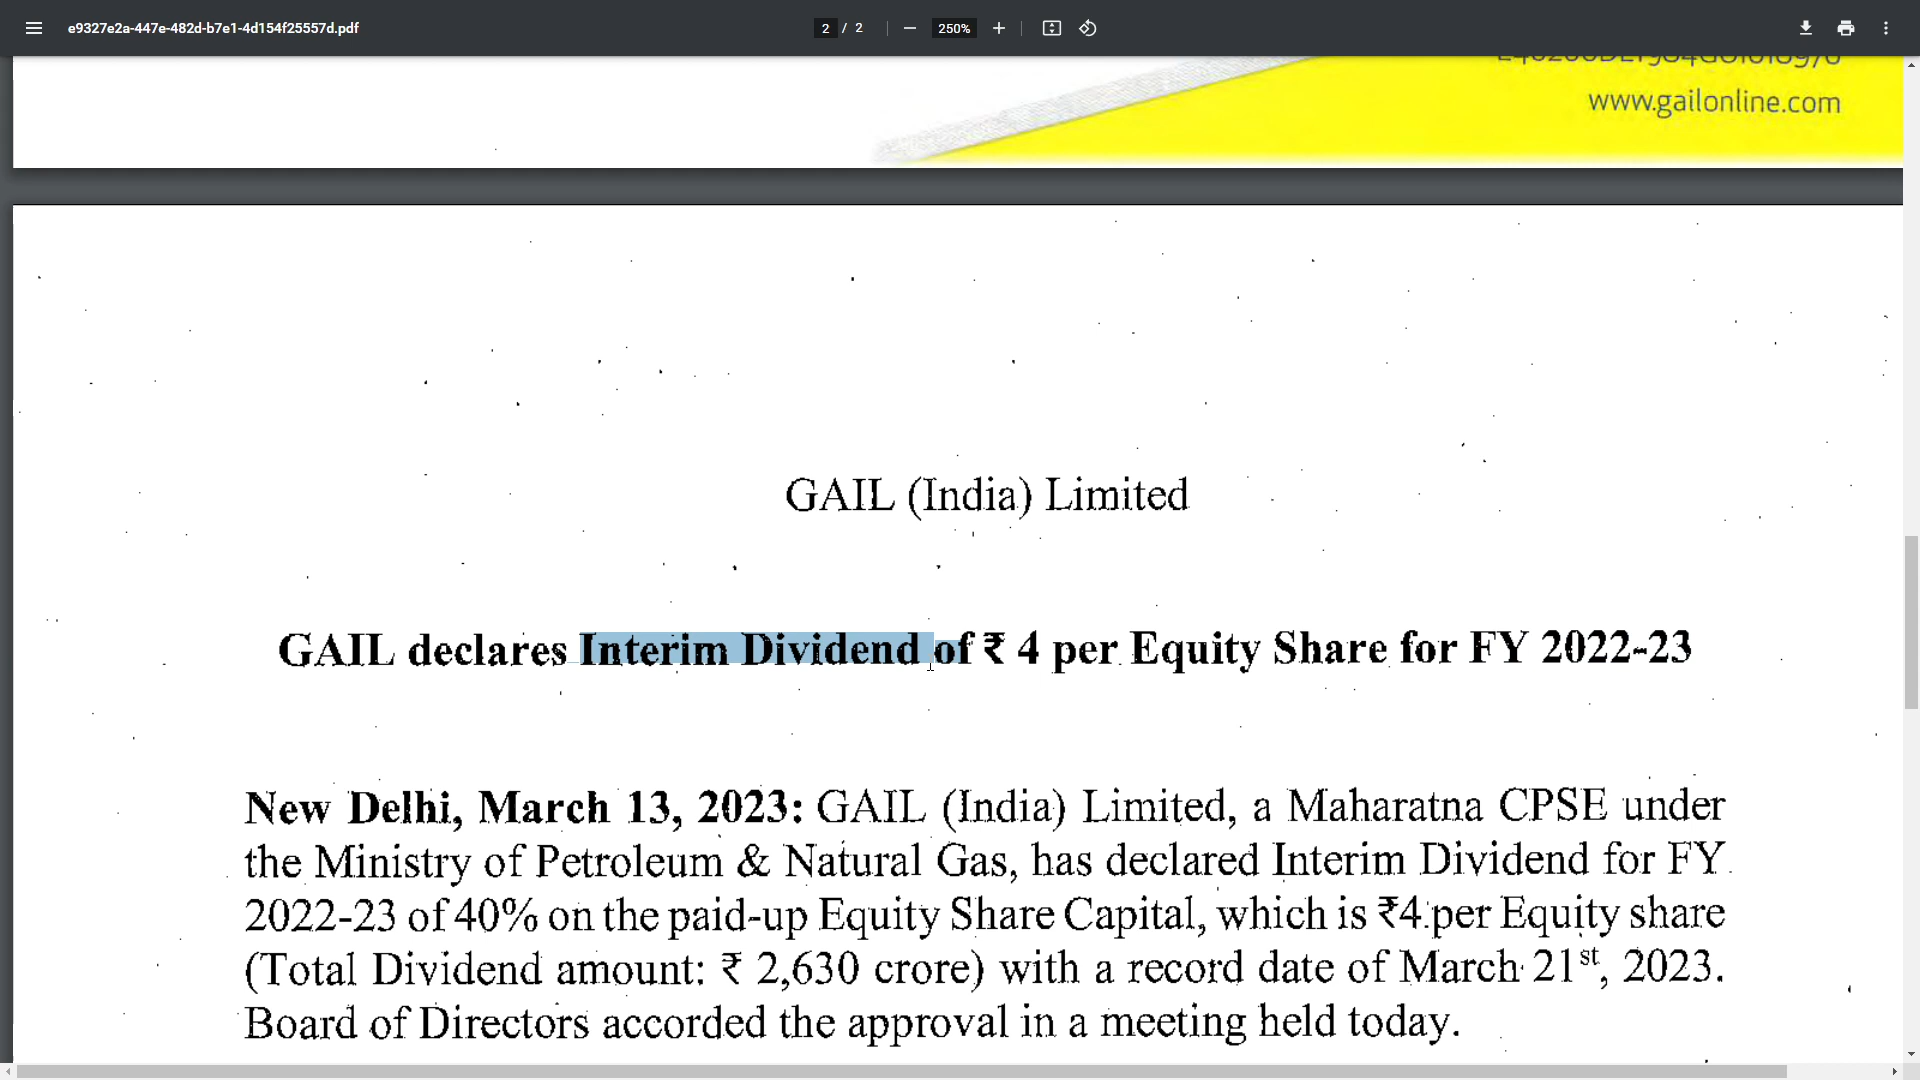 e9327e2a-447e-482d-b7e1-4d154f25557d.pdf
2 / 2
250%
www.gailonline.com
GAIL (India) Limited
GAIL declares Interim Dividend of ₹ 4 per Equity Share for FY 2022-23
New Delhi, March 13, 2023: GAIL (India) Limited, a Maharatna CPSE under
the Ministry of Petroleum & Natural Gas, has declared Interim Dividend for FY
2022-23 of 40% on the paid-up Equity Share Capital, which is ₹4 per Equity share
(Total Dividend amount: ₹ 2,630 crore) with a record date of March 21st, 2023.
Board of Directors accorded the approval in a meeting held today.